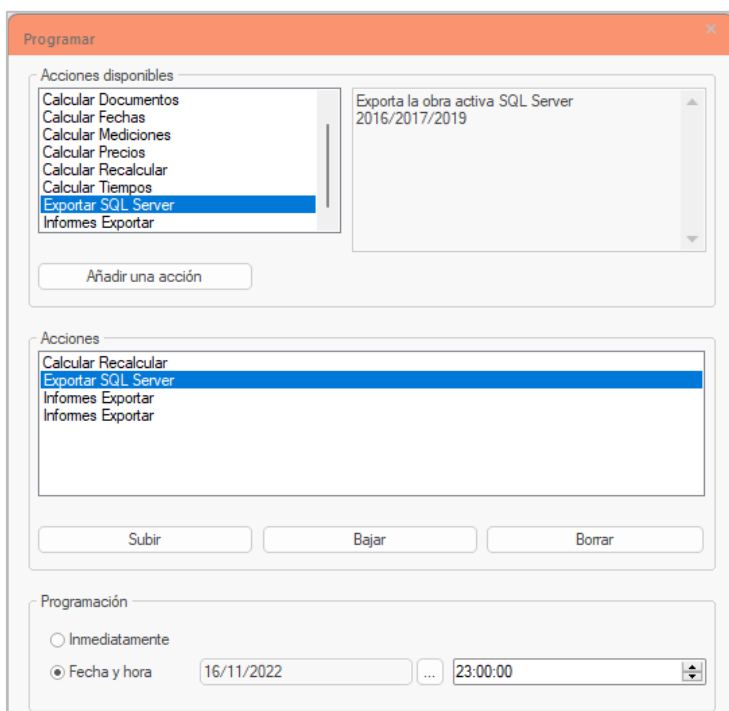 Programar
×
Acciones disponibles
Calcular Documentos
Calcular Fechas
Calcular Mediciones
Calcular Precios
Calcular Recalcular
Calcular Tiempos
Exportar SQL Server
Informes Exportar
Exporta la obra activa SQL Server
2016/2017/2019
Añadir una acción
Acciones
Calcular Recalcular
Exportar SQL Server
Informes Exportar
Informes Exportar
Subir Bajar Borrar
Programación
Inmediatamente
Fecha y hora 16/11/2022 ... 23:00:00